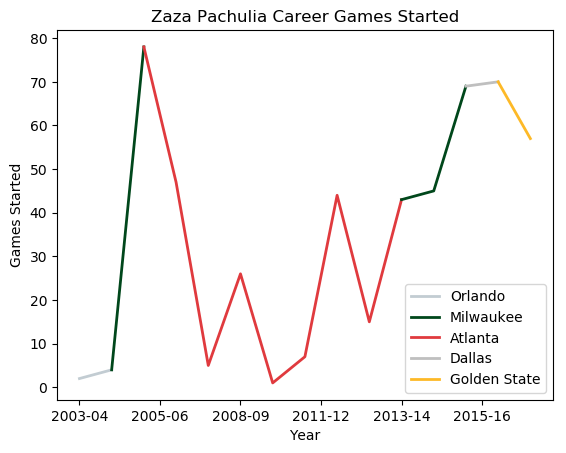 Zaza Pachulia Career Games Started
Games Started
80
70
60
50
40
30
20
10
0
2003-04 2005-06 2008-09 2011-12 2013-14 2015-16
Year
Orlando
Milwaukee
Atlanta
Dallas
Golden State